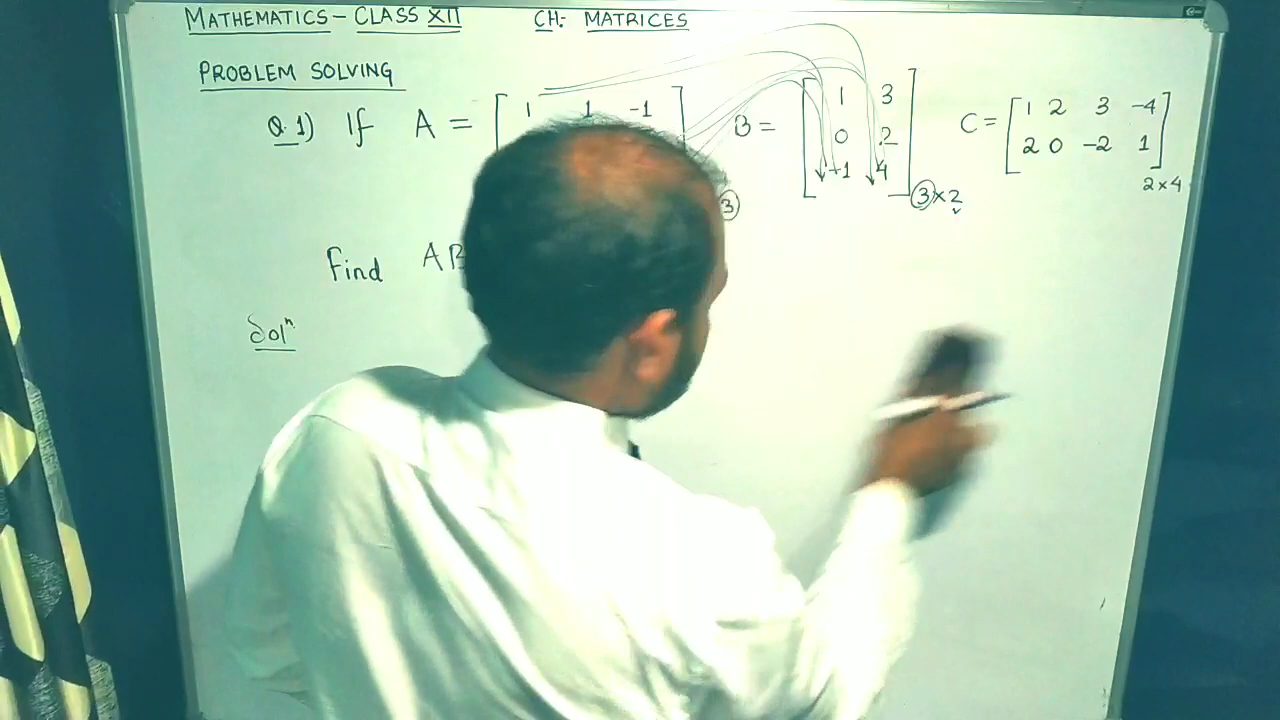 MATHEMATICS – CLASS XII CH: MATRICES
PROBLEM SOLVING
Q.1) If A = [ 1 1 -1 ] B = [ 1 3 C = [ 1 2 3 -4
0 2 2 0 -2 1 ] 2×4
-1 4 ] 3×2
3
Find AB
Solⁿ.